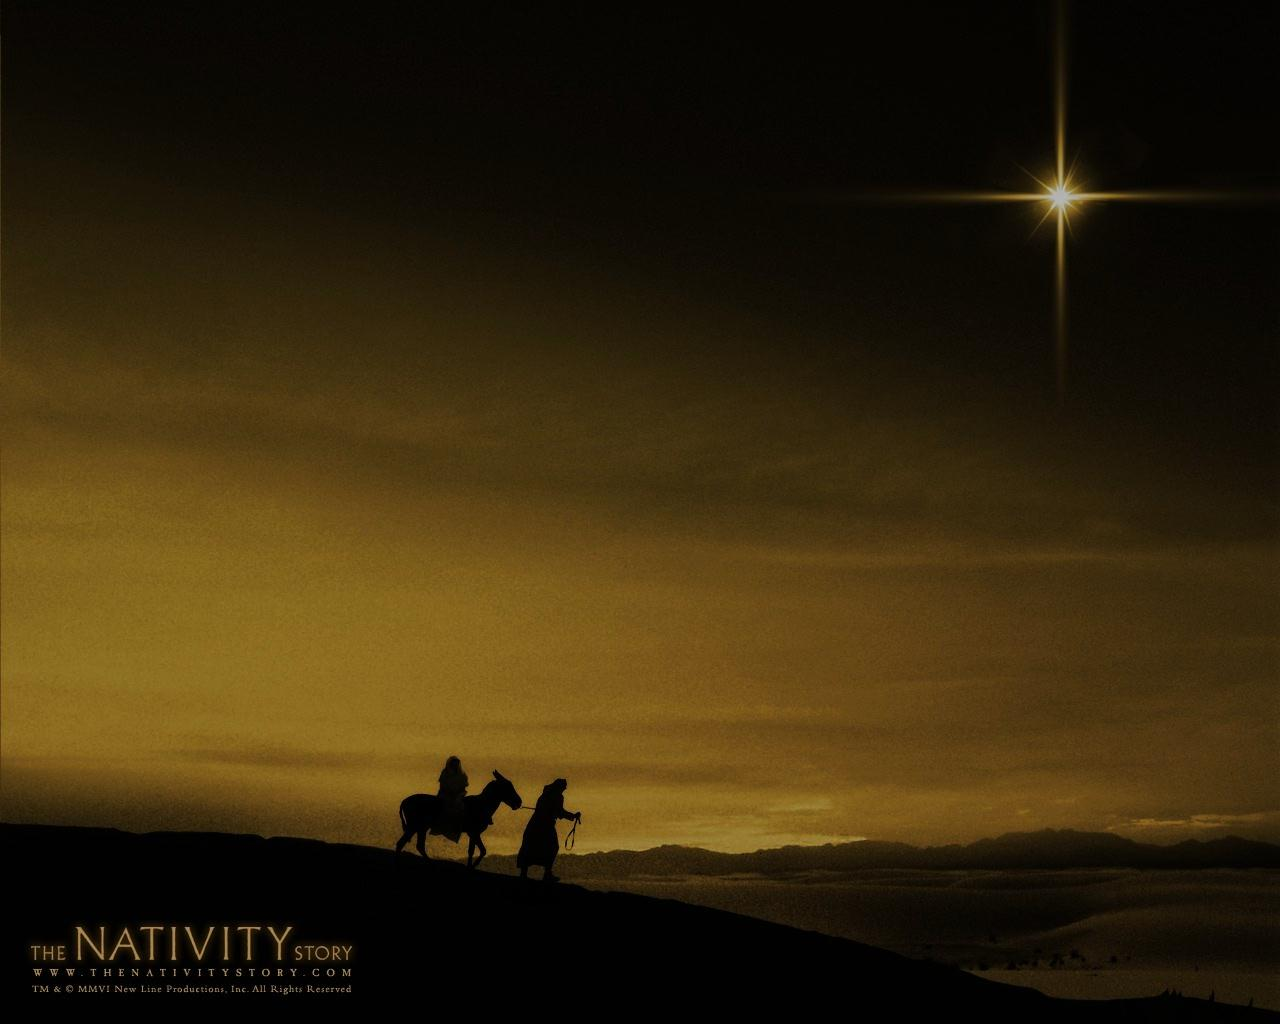 THE NATIVITY STORY
WWW.THENATIVITYSTORY.COM
TM & © MMVI New Line Productions, Inc. All Rights Reserved